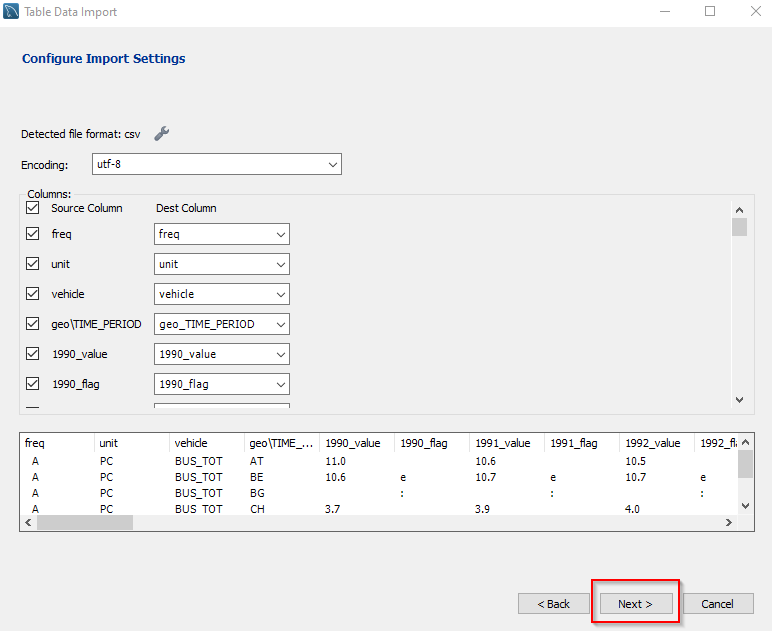 Table Data Import
Configure Import Settings
Detected file format: csv
Encoding: utf-8
Columns:
Source Column Dest Column
freq freq
unit unit
vehicle vehicle
geo\TIME_PERIOD geo_TIME_PERIOD
1990_value 1990_value
1990_flag 1990_flag
freq unit vehicle geo\TIME_... 1990_value 1990_flag 1991_value 1991_flag 1992_value 1992_fl
A PC BUS_TOT AT 11.0 10.6 10.5
A PC BUS_TOT BE 10.6 e 10.7 e 10.7 e
A PC BUS_TOT BG : : :
A PC BUS_TOT CH 3.7 3.9 4.0
< Back Next > Cancel